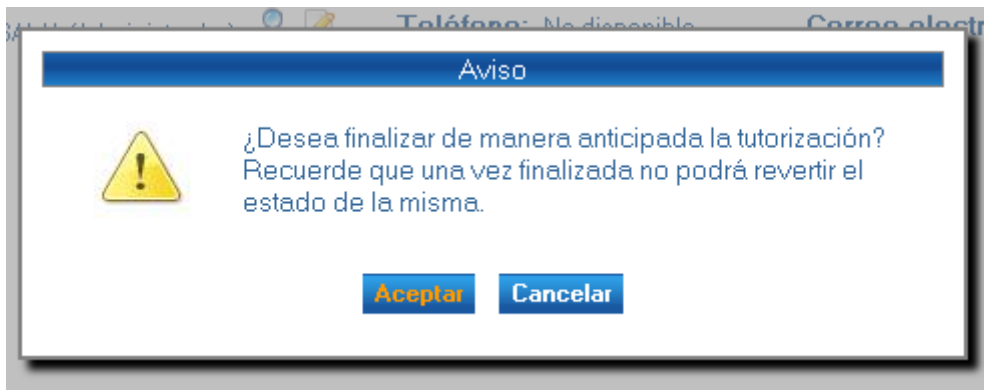 Teléfono: No disponible
Aviso
¿Desea finalizar de manera anticipada la tutorización?
Recuerde que una vez finalizada no podrá revertir el
estado de la misma.
Aceptar Cancelar